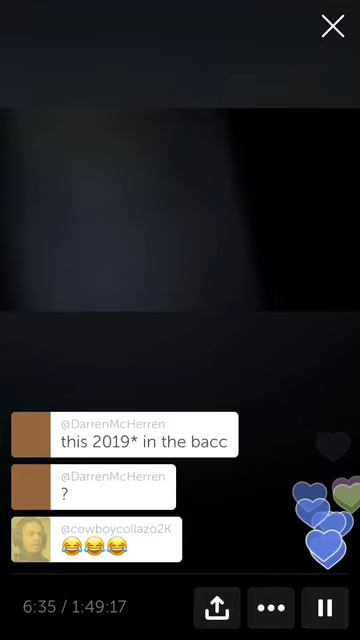 @DarrenMcHerren
this 2019* in the bacc
@DarrenMcHerren
?
@cowboycollazo2K
😂😂😂
6:35 / 1:49:17